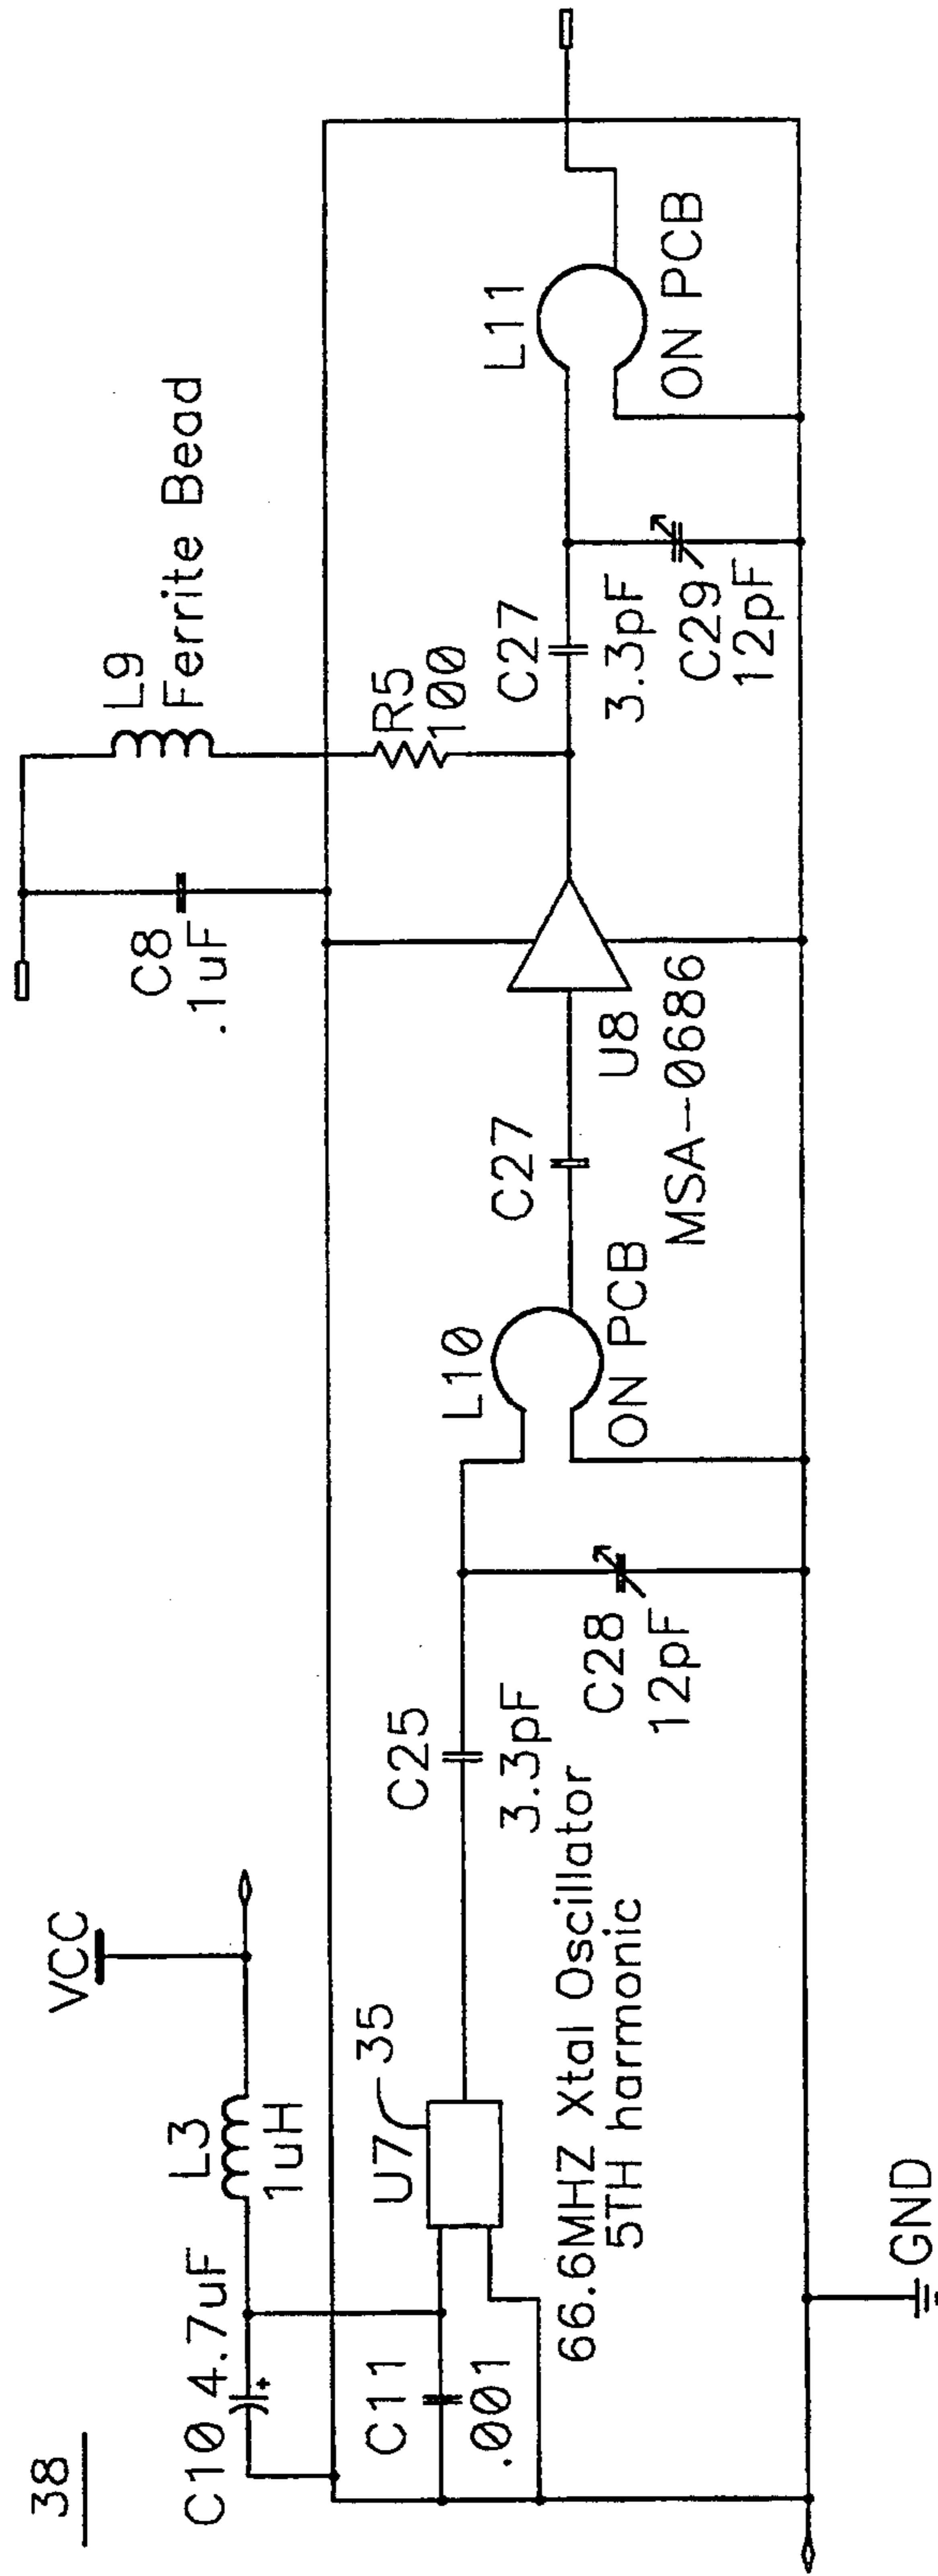 38
C10 4.7uF
L3
1uH
VCC
C11
.001
U7
35
66.6MHZ Xtal Oscillator
5TH harmonic
C25
3.3pF
C28
12pF
L10
ON PCB
C27
U8
MSA-0686
C8
.1uF
L9
Ferrite Bead
R5
100
C27
3.3pF
C29
12pF
L11
ON PCB
GND